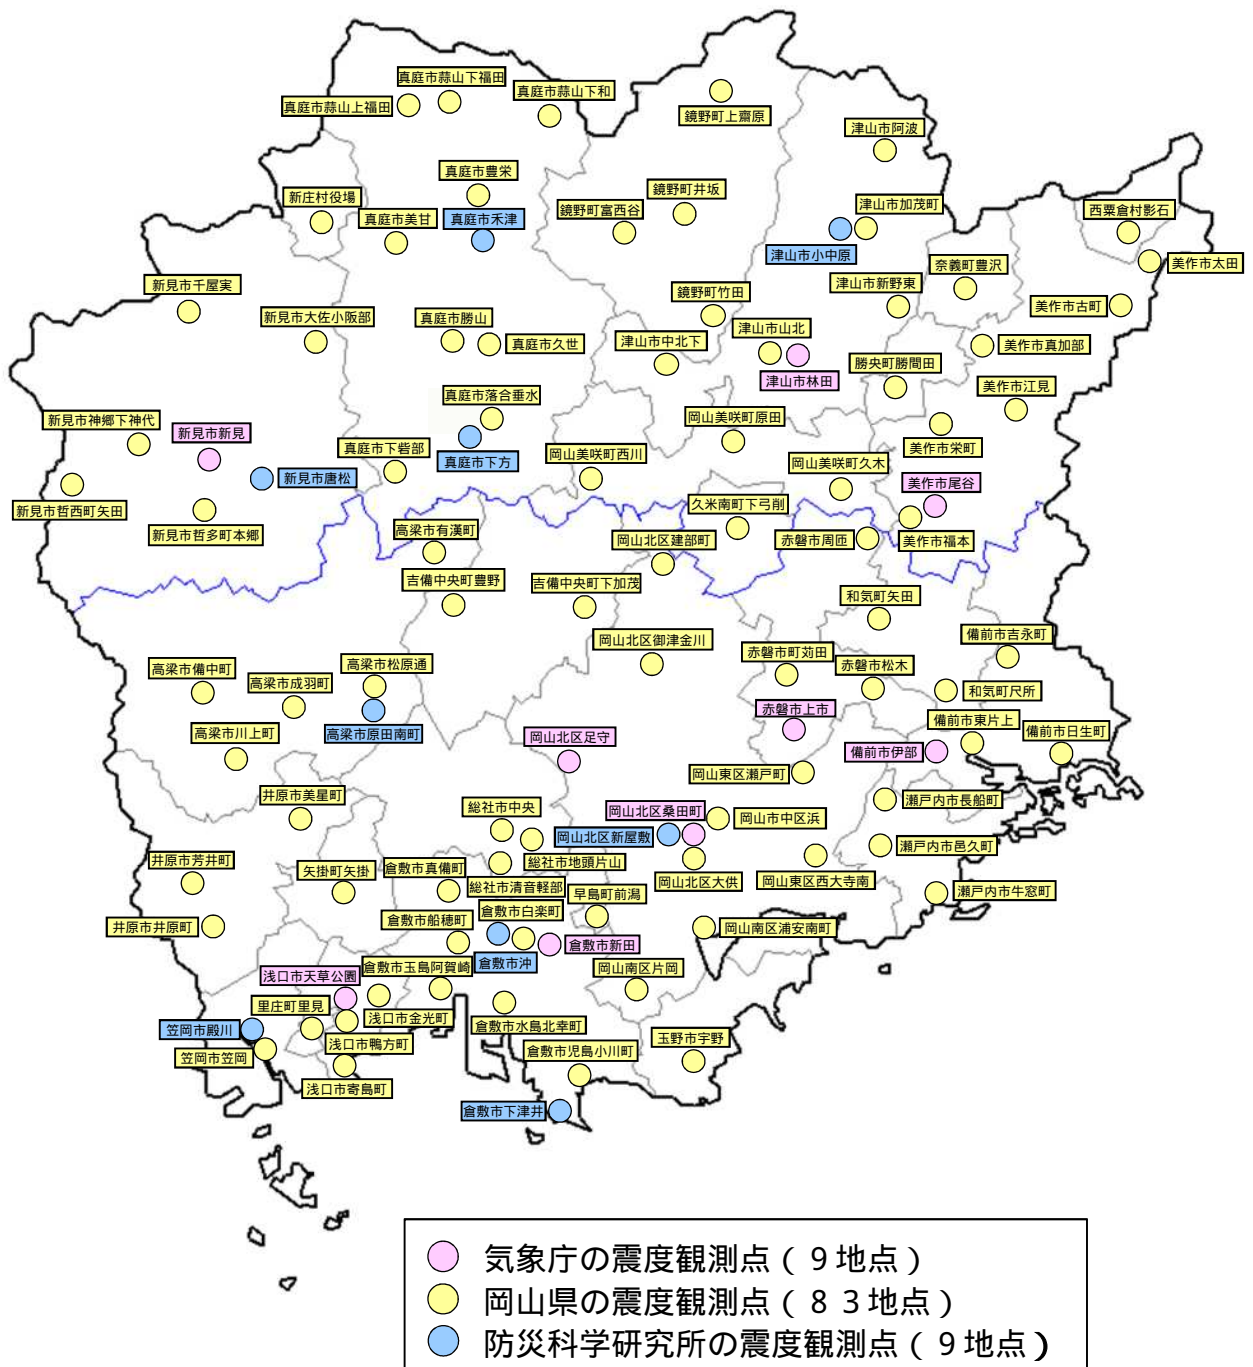 真庭市蒜山下福田
真庭市蒜山上福田
真庭市蒜山下和
鏡野町上齋原
津山市阿波
真庭市豊栄
新庄村役場
真庭市美甘
真庭市禾津
鏡野町富西谷
鏡野町井坂
津山市加茂町
津山市小中原
西粟倉村影石
美作市太田
奈義町豊沢
新見市千屋実
新見市大佐小阪部
真庭市勝山
真庭市久世
鏡野町竹田
津山市新野東
美作市古町
津山市中北下
津山市山北
津山市林田
勝央町勝間田
美作市真加部
美作市江見
真庭市落合垂水
岡山美咲町原田
新見市神郷下神代
新見市新見
真庭市下呰部
真庭市下方
岡山美咲町西川
岡山美咲町久木
美作市栄町
美作市尾谷
新見市唐松
新見市哲西町矢田
新見市哲多町本郷
高梁市有漢町
久米南町下弓削
岡山北区建部町
赤磐市周匝
美作市福本
吉備中央町豊野
吉備中央町下加茂
和気町矢田
岡山北区御津金川
備前市吉永町
高梁市備中町
高梁市成羽町
高梁市松原通
赤磐市町苅田
赤磐市松木
和気町尺所
高梁市川上町
高梁市原田南町
岡山北区足守
赤磐市上市
備前市東片上
備前市日生町
備前市伊部
岡山東区瀬戸町
井原市美星町
総社市中央
岡山北区桑田町
岡山市中区浜
瀬戸内市長船町
岡山北区新屋敷
瀬戸内市邑久町
井原市芳井町
矢掛町矢掛
倉敷市真備町
総社市地頭片山
岡山北区大供
岡山東区西大寺南
総社市清音軽部
早島町前潟
瀬戸内市牛窓町
井原市井原町
倉敷市船穂町
倉敷市白楽町
倉敷市新田
岡山南区浦安南町
倉敷市沖
浅口市天草公園
倉敷市玉島阿賀崎
岡山南区片岡
里庄町里見
浅口市金光町
倉敷市水島北幸町
笠岡市殿川
浅口市鴨方町
玉野市宇野
笠岡市笠岡
倉敷市児島小川町
浅口市寄島町
倉敷市下津井
気象庁の震度観測点（９地点）
岡山県の震度観測点（８３地点）
防災科学研究所の震度観測点（９地点）